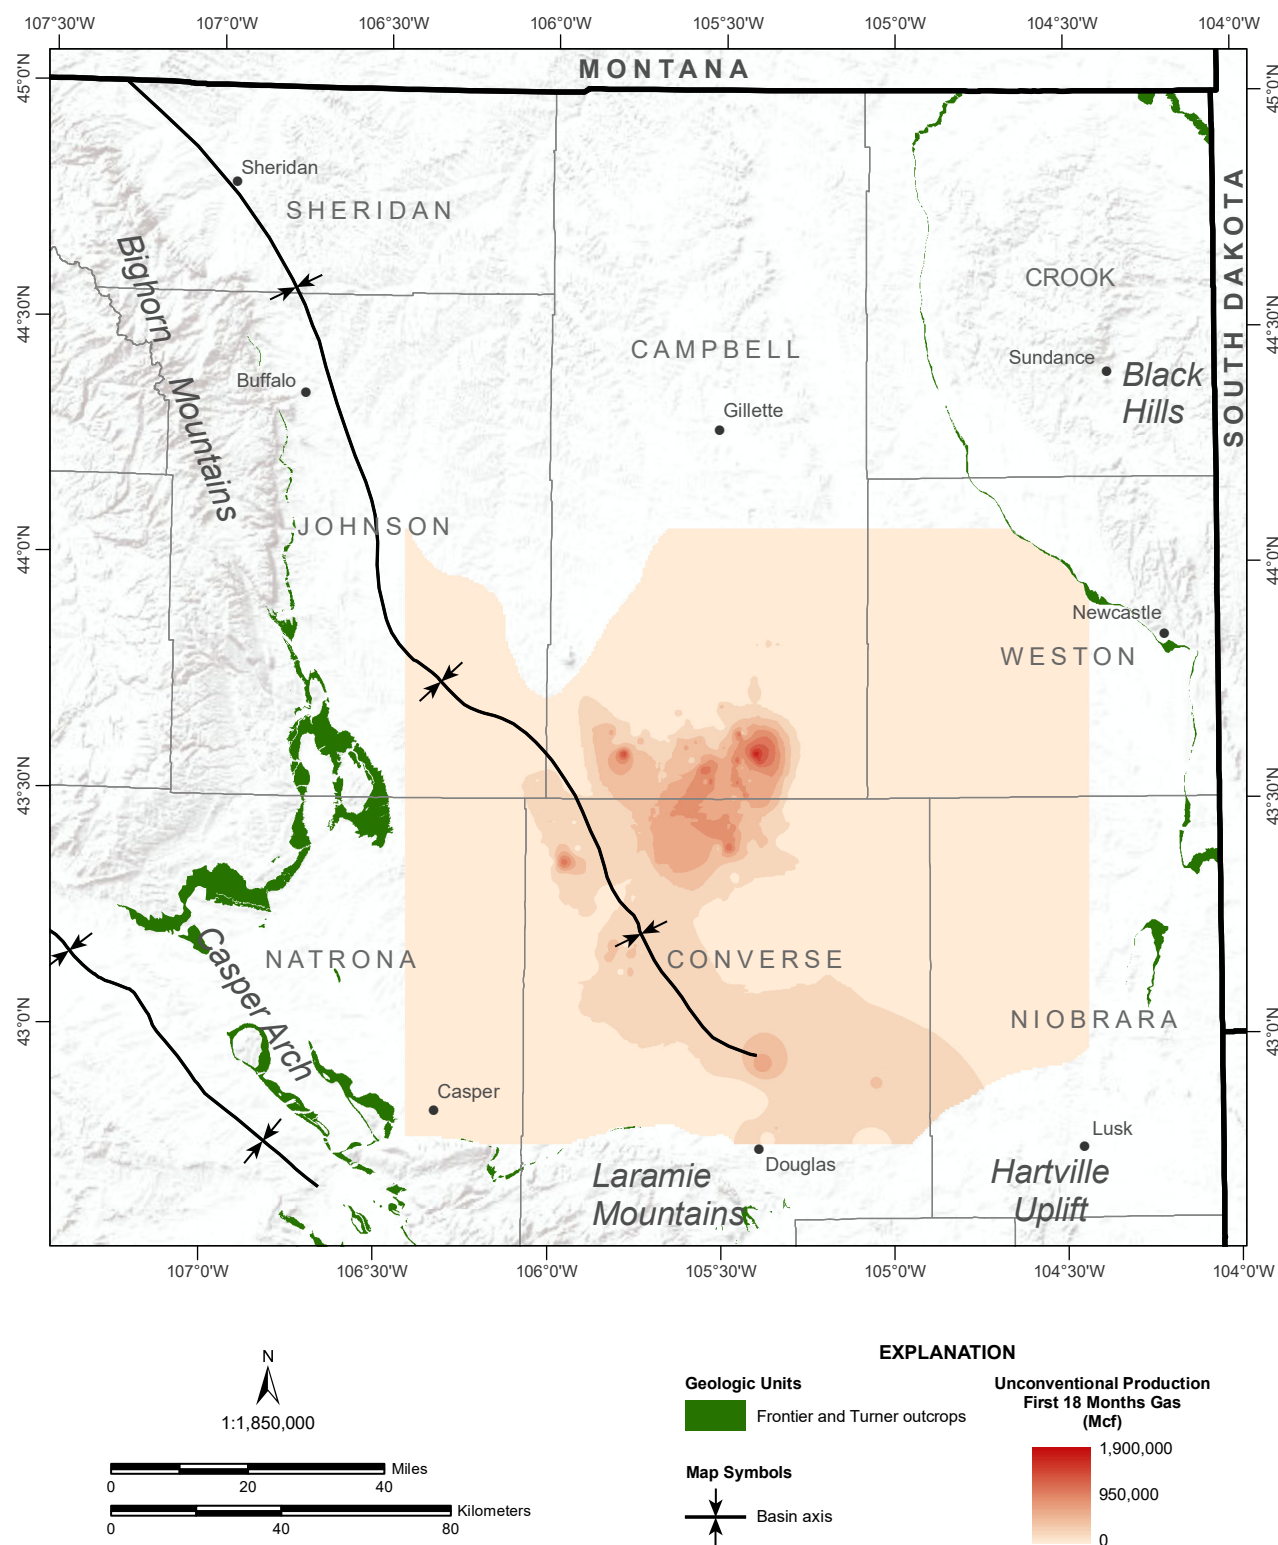 107°30'W 107°0'W 106°30'W 106°0'W 105°30'W 105°0'W 104°30'W 104°0'W
MONTANA
45°0'N
45°0'N
Sheridan
SHERIDAN
SOUTH DAKOTA
Bighorn
Mountains
CROOK
44°30'N
44°30'N
CAMPBELL
Sundance
Black
Hills
Buffalo
Gillette
JOHNSON
44°0'N
44°0'N
Newcastle
WESTON
43°30'N
43°30'N
Casper Arch
NATRONA
CONVERSE
NIOBRARA
43°0'N
43°0'N
Casper
Lusk
Douglas
Laramie
Mountains
Hartville
Uplift
107°0'W 106°30'W 106°0'W 105°30'W 105°0'W 104°30'W 104°0'W
N
1:1,850,000
Miles
0 20 40
Kilometers
0 40 80
EXPLANATION
Geologic Units
Frontier and Turner outcrops
Map Symbols
Basin axis
Unconventional Production
First 18 Months Gas
(Mcf)
1,900,000
950,000
0